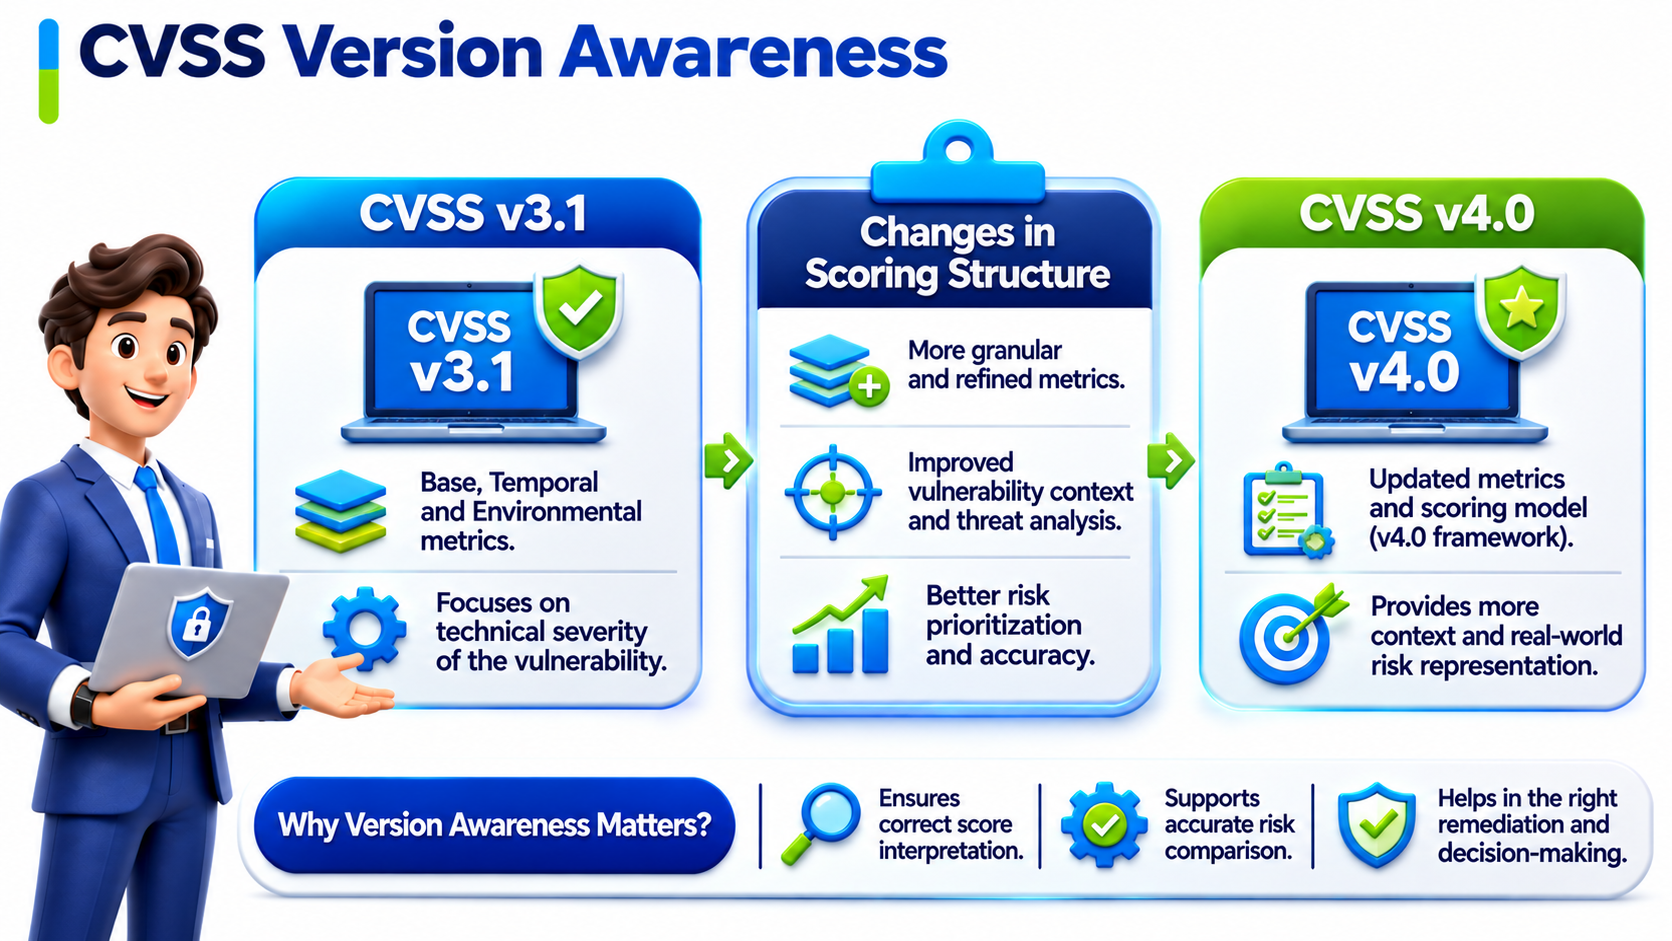 CVSS Version Awareness
CVSS v3.1
CVSS
v3.1
Base, Temporal
and Environmental
metrics.
Focuses on
technical severity
of the vulnerability.
Changes in
Scoring Structure
More granular
and refined metrics.
Improved
vulnerability context
and threat analysis.
Better risk
prioritization
and accuracy.
CVSS v4.0
CVSS
v4.0
Updated metrics
and scoring model
(v4.0 framework).
Provides more
context and real-world
risk representation.
Why Version Awareness Matters?
Ensures
correct score
interpretation.
Supports
accurate risk
comparison.
Helps in the right
remediation and
decision-making.